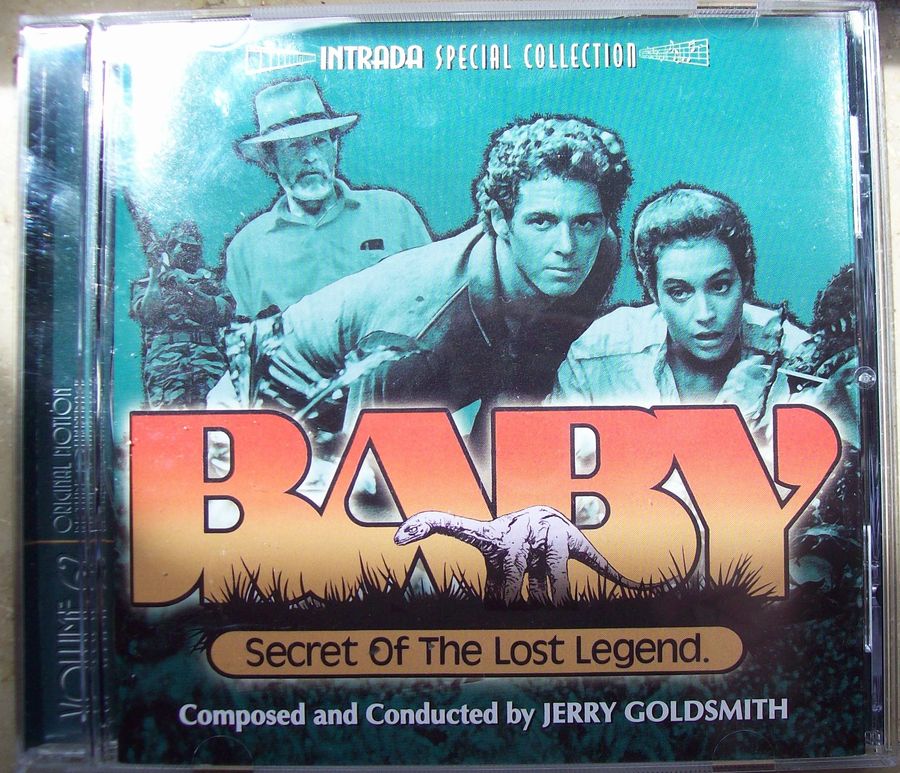 INTRADA SPECIAL COLLECTION
BABY
Secret Of The Lost Legend.
Composed and Conducted by JERRY GOLDSMITH
VOLUME 62
ORIGINAL MOTION